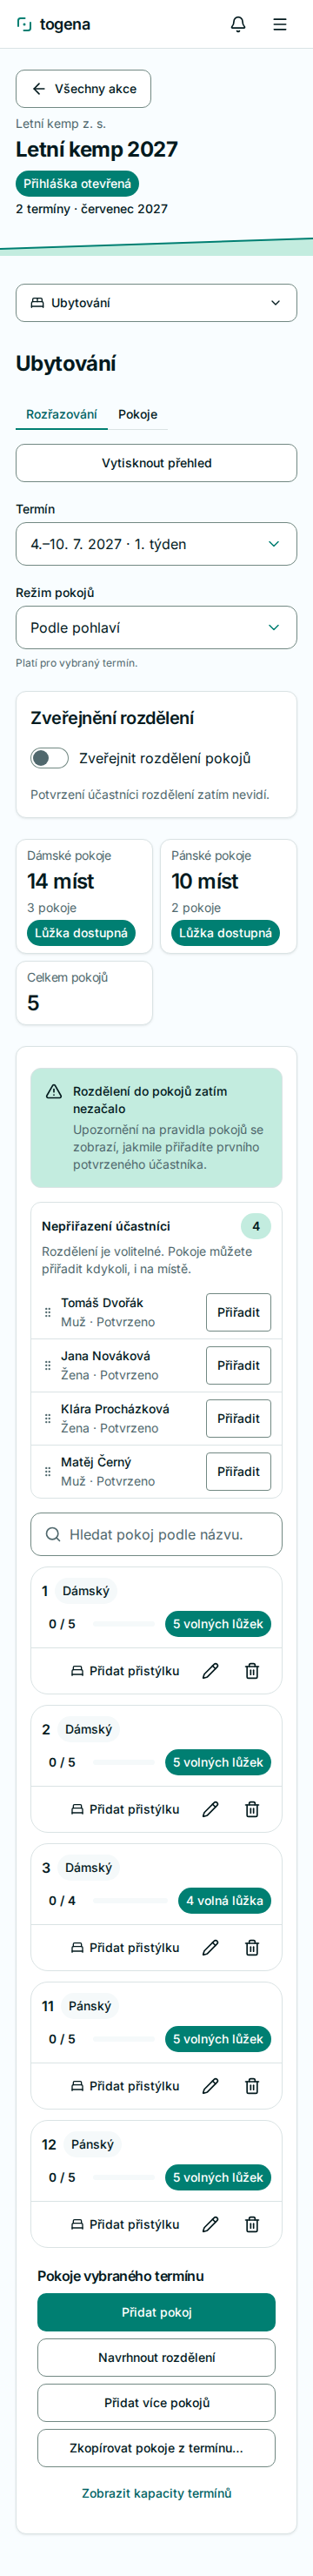 togena
Všechny akce
Letní kemp z. s.
Letní kemp 2027
Přihláška otevřená
2 termíny · červenec 2027
Ubytování
Ubytování
Rozřazování Pokoje
Vytisknout přehled
Termín
4.–10. 7. 2027 · 1. týden
Režim pokojů
Podle pohlaví
Platí pro vybraný termín.
Zveřejnění rozdělení
Zveřejnit rozdělení pokojů
Potvrzení účastníci rozdělení zatím nevidí.
Dámské pokoje
14 míst
3 pokoje
Lůžka dostupná
Pánské pokoje
10 míst
2 pokoje
Lůžka dostupná
Celkem pokojů
5
Rozdělení do pokojů zatím
nezačalo
Upozornění na pravidla pokojů se
zobrazí, jakmile přiřadíte prvního
potvrzeného účastníka.
Nepřiřazení účastníci 4
Rozdělení je volitelné. Pokoje můžete
přiřadit kdykoli, i na místě.
Tomáš Dvořák
Muž · Potvrzeno
Přiřadit
Jana Nováková
Žena · Potvrzeno
Přiřadit
Klára Procházková
Žena · Potvrzeno
Přiřadit
Matěj Černý
Muž · Potvrzeno
Přiřadit
Hledat pokoj podle názvu.
1 Dámský
0 / 5 5 volných lůžek
Přidat přistýlku
2 Dámský
0 / 5 5 volných lůžek
Přidat přistýlku
3 Dámský
0 / 4 4 volná lůžka
Přidat přistýlku
11 Pánský
0 / 5 5 volných lůžek
Přidat přistýlku
12 Pánský
0 / 5 5 volných lůžek
Přidat přistýlku
Pokoje vybraného termínu
Přidat pokoj
Navrhnout rozdělení
Přidat více pokojů
Zkopírovat pokoje z termínu...
Zobrazit kapacity termínů